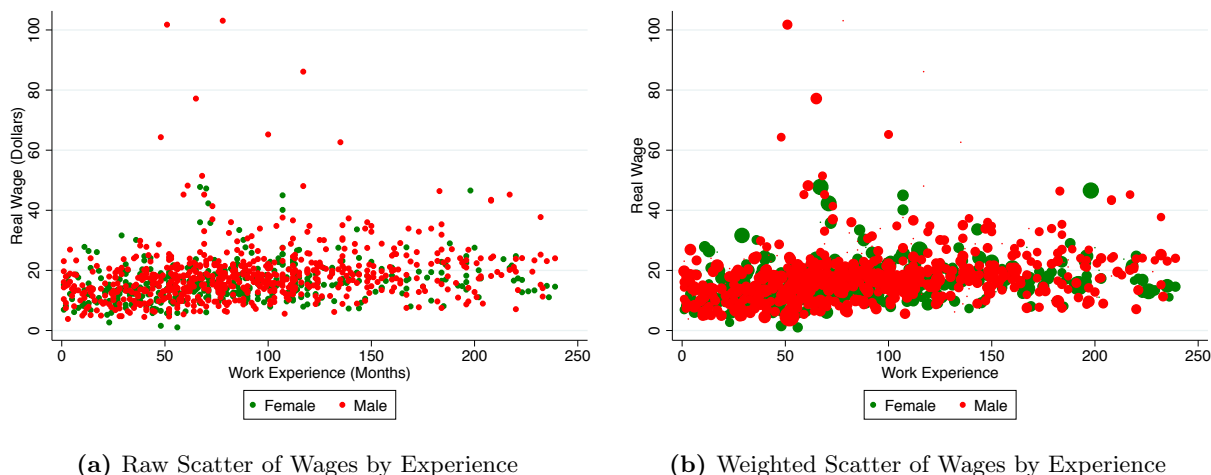 Real Wage (Dollars)
100
80
60
40
20
0
0 50 100 150 200 250
Work Experience (Months)
Female Male
(a) Raw Scatter of Wages by Experience
Real Wage
100
80
60
40
20
0
0 50 100 150 200 250
Work Experience
Female Male
(b) Weighted Scatter of Wages by Experience